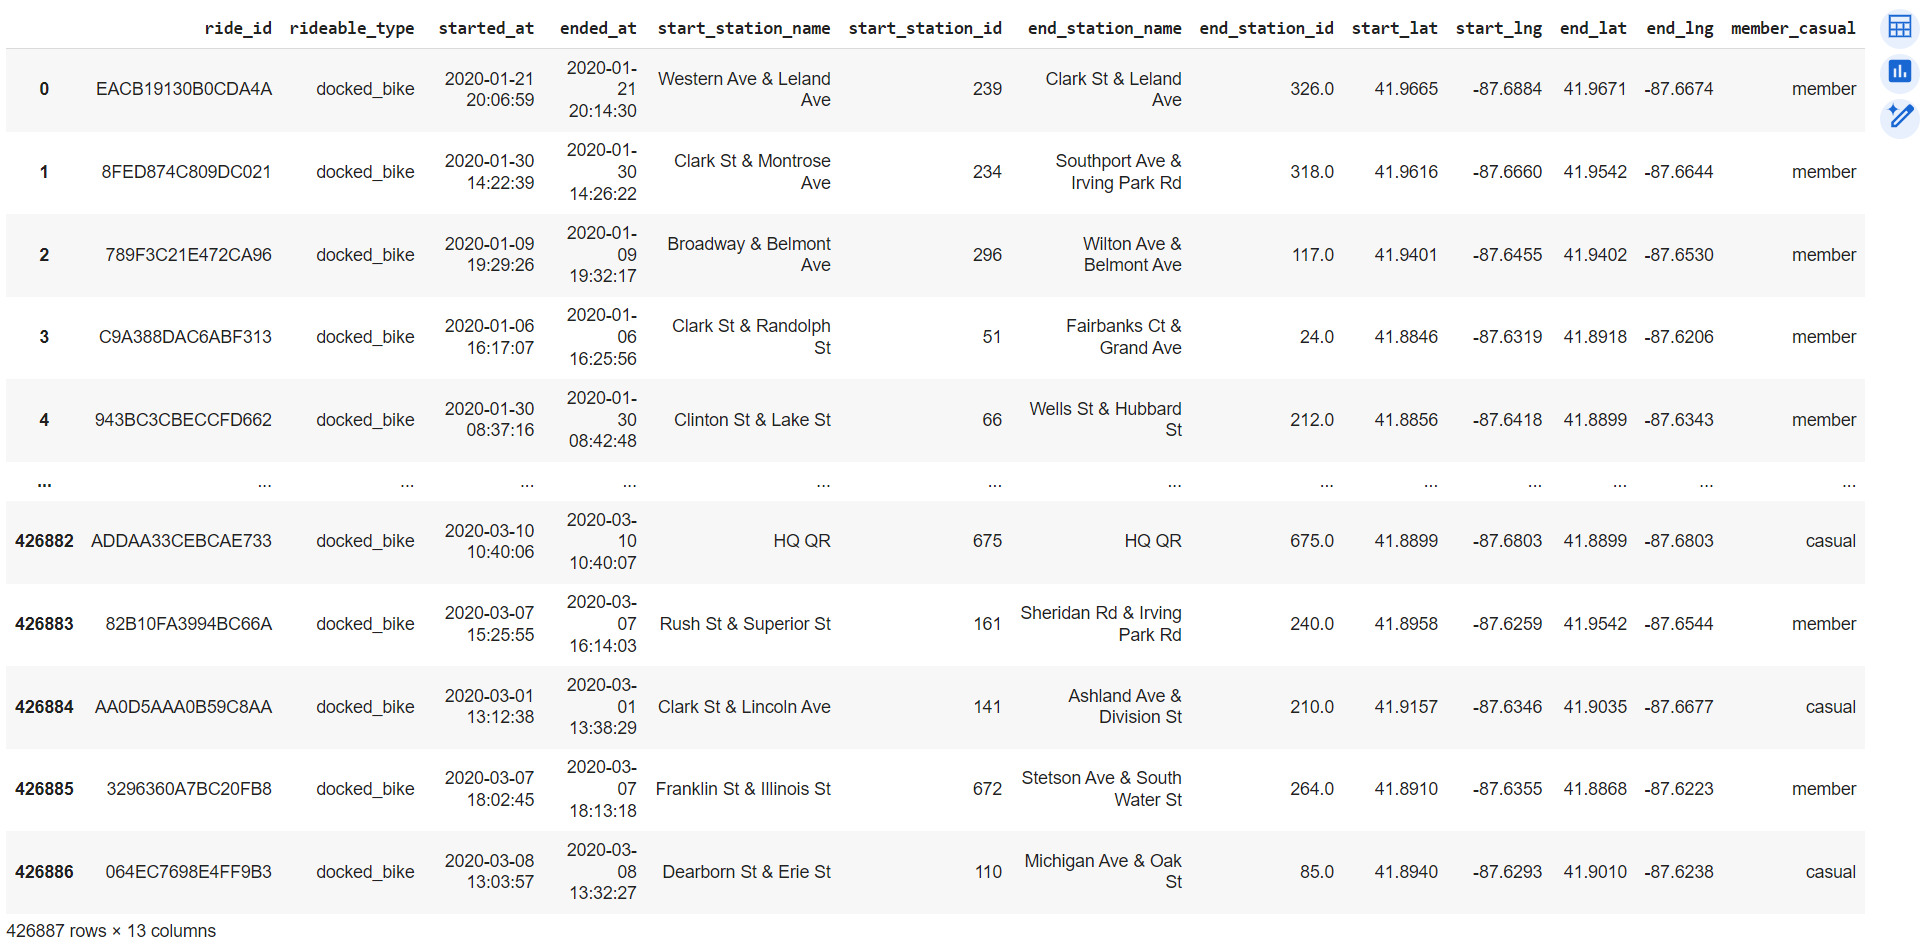 ride_id rideable_type started_at ended_at start_station_name start_station_id end_station_name end_station_id start_lat start_lng end_lat end_lng member_casual
0 EACB19130B0CDA4A docked_bike 2020-01-21 20:06:59 2020-01-21 20:14:30 Western Ave & Leland Ave 239 Clark St & Leland Ave 326.0 41.9665 -87.6884 41.9671 -87.6674 member
1 8FED874C809DC021 docked_bike 2020-01-30 14:22:39 2020-01-30 14:26:22 Clark St & Montrose Ave 234 Southport Ave & Irving Park Rd 318.0 41.9616 -87.6660 41.9542 -87.6644 member
2 789F3C21E472CA96 docked_bike 2020-01-09 19:29:26 2020-01-09 19:32:17 Broadway & Belmont Ave 296 Wilton Ave & Belmont Ave 117.0 41.9401 -87.6455 41.9402 -87.6530 member
3 C9A388DAC6ABF313 docked_bike 2020-01-06 16:17:07 2020-01-06 16:25:56 Clark St & Randolph St 51 Fairbanks Ct & Grand Ave 24.0 41.8846 -87.6319 41.8918 -87.6206 member
4 943BC3CBECCFD662 docked_bike 2020-01-30 08:37:16 2020-01-30 08:42:48 Clinton St & Lake St 66 Wells St & Hubbard St 212.0 41.8856 -87.6418 41.8899 -87.6343 member
... ... ... ... ... ... ... ... ... ... ... ... ... ...
426882 ADDAA33CEBCAE733 docked_bike 2020-03-10 10:40:06 2020-03-10 10:40:07 HQ QR 675 HQ QR 675.0 41.8899 -87.6803 41.8899 -87.6803 casual
426883 82B10FA3994BC66A docked_bike 2020-03-07 15:25:55 2020-03-07 16:14:03 Rush St & Superior St 161 Sheridan Rd & Irving Park Rd 240.0 41.8958 -87.6259 41.9542 -87.6544 member
426884 AA0D5AAA0B59C8AA docked_bike 2020-03-01 13:12:38 2020-03-01 13:38:29 Clark St & Lincoln Ave 141 Ashland Ave & Division St 210.0 41.9157 -87.6346 41.9035 -87.6677 casual
426885 3296360A7BC20FB8 docked_bike 2020-03-07 18:02:45 2020-03-07 18:13:18 Franklin St & Illinois St 672 Stetson Ave & South Water St 264.0 41.8910 -87.6355 41.8868 -87.6223 member
426886 064EC7698E4FF9B3 docked_bike 2020-03-08 13:03:57 2020-03-08 13:32:27 Dearborn St & Erie St 110 Michigan Ave & Oak St 85.0 41.8940 -87.6293 41.9010 -87.6238 casual
426887 rows × 13 columns